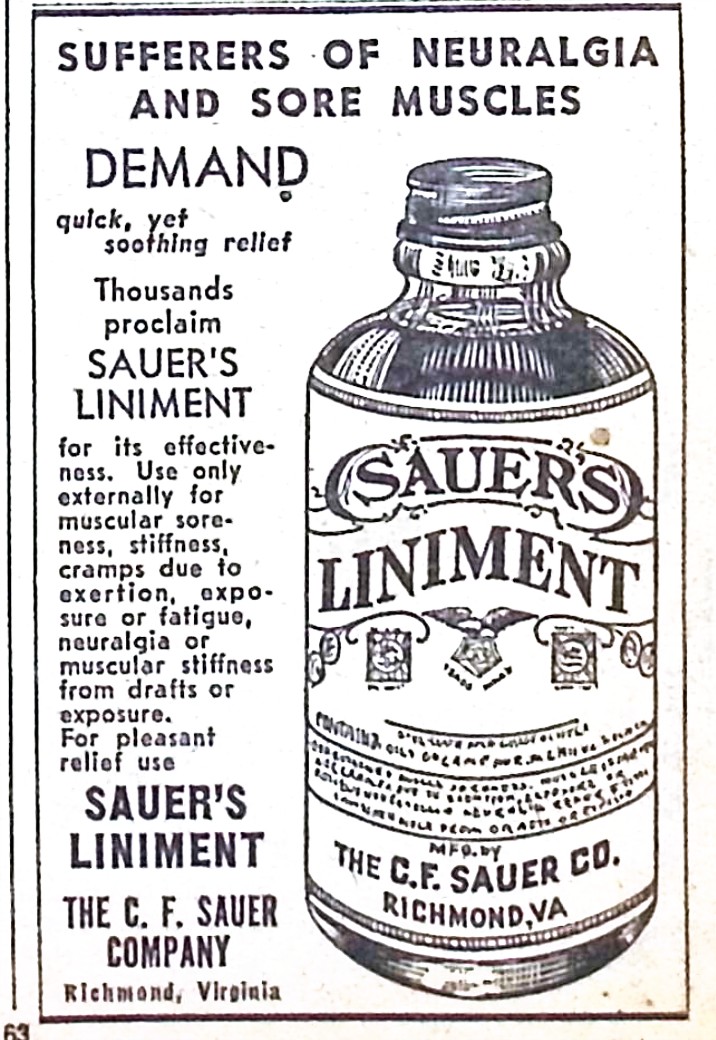 SUFFERERS OF NEURALGIA
AND SORE MUSCLES
DEMAND
quick, yet
soothing relief
Thousands
proclaim
SAUER'S
LINIMENT
for its effective-
ness. Use only
externally for
muscular sore-
ness, stiffness,
cramps due to
exertion, expo-
sure or fatigue,
neuralgia or
muscular stiffness
from drafts or
exposure.
For pleasant
relief use
SAUER'S
LINIMENT
THE C. F. SAUER
COMPANY
Richmond, Virginia
SAUER'S
LINIMENT
TRADE MARK
MFD. BY
THE C.F. SAUER CO.
RICHMOND, VA
63